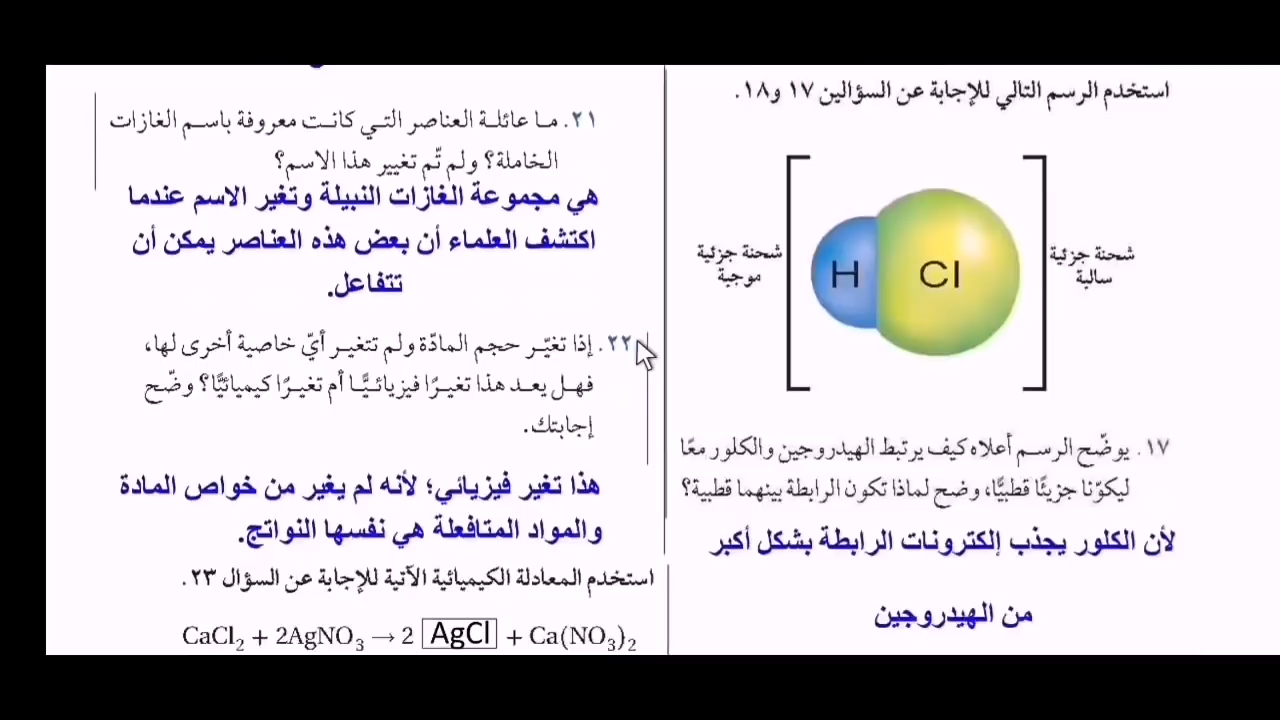 استخدم الرسم التالي للإجابة عن السؤالين ١٧ و١٨.
شحنة جزئية
موجبة
H
Cl
شحنة جزئية
سالبة
١٧. يوضّح الرسم أعلاه كيف يرتبط الهيدروجين والكلور معًا
ليكوّنا جزيئًا قطبيًّا، وضح لماذا تكون الرابطة بينهما قطبية؟
لأن الكلور يجذب إلكترونات الرابطة بشكل أكبر
من الهيدروجين
٢١. ما عائلة العناصر التي كانت معروفة باسم الغازات
الخاملة؟ ولم تّم تغيير هذا الاسم؟
هي مجموعة الغازات النبيلة وتغير الاسم عندما
اكتشف العلماء أن بعض هذه العناصر يمكن أن
تتفاعل.
٢٢. إذا تغيّر حجم المادّة ولم تتغير أيّ خاصية أخرى لها،
فهل يعد هذا تغيرًا فيزيائيًّا أم تغيرًا كيميائيًّا؟ وضّح
إجابتك.
هذا تغير فيزيائي؛ لأنه لم يغير من خواص المادة
والمواد المتفاعلة هي نفسها النواتج.
استخدم المعادلة الكيميائية الآتية للإجابة عن السؤال ٢٣.
CaCl₂ + 2AgNO₃ → 2 AgCl + Ca(NO₃)₂